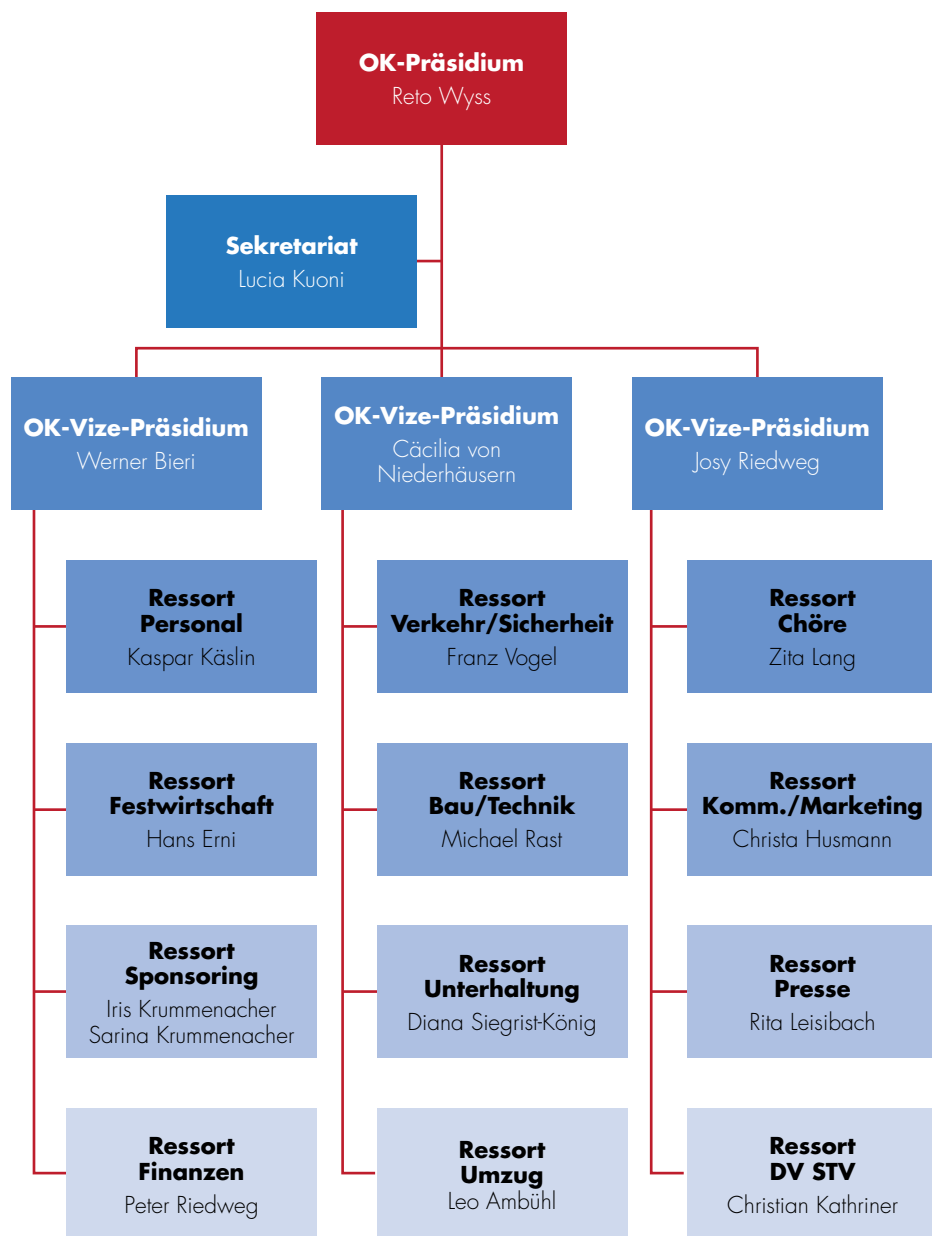 OK-Präsidium
Reto Wyss
Sekretariat
Lucia Kuoni
OK-Vize-Präsidium
Werner Bieri
OK-Vize-Präsidium
Cäcilia von
Niederhäusern
OK-Vize-Präsidium
Josy Riedweg
Ressort
Personal
Kaspar Käslin
Ressort
Verkehr/Sicherheit
Franz Vogel
Ressort
Chöre
Zita Lang
Ressort
Festwirtschaft
Hans Erni
Ressort
Bau/Technik
Michael Rast
Ressort
Komm./Marketing
Christa Husmann
Ressort
Sponsoring
Iris Krummenacher
Sarina Krummenacher
Ressort
Unterhaltung
Diana Siegrist-König
Ressort
Presse
Rita Leisibach
Ressort
Finanzen
Peter Riedweg
Ressort
Umzug
Leo Ambühl
Ressort
DV STV
Christian Kathriner